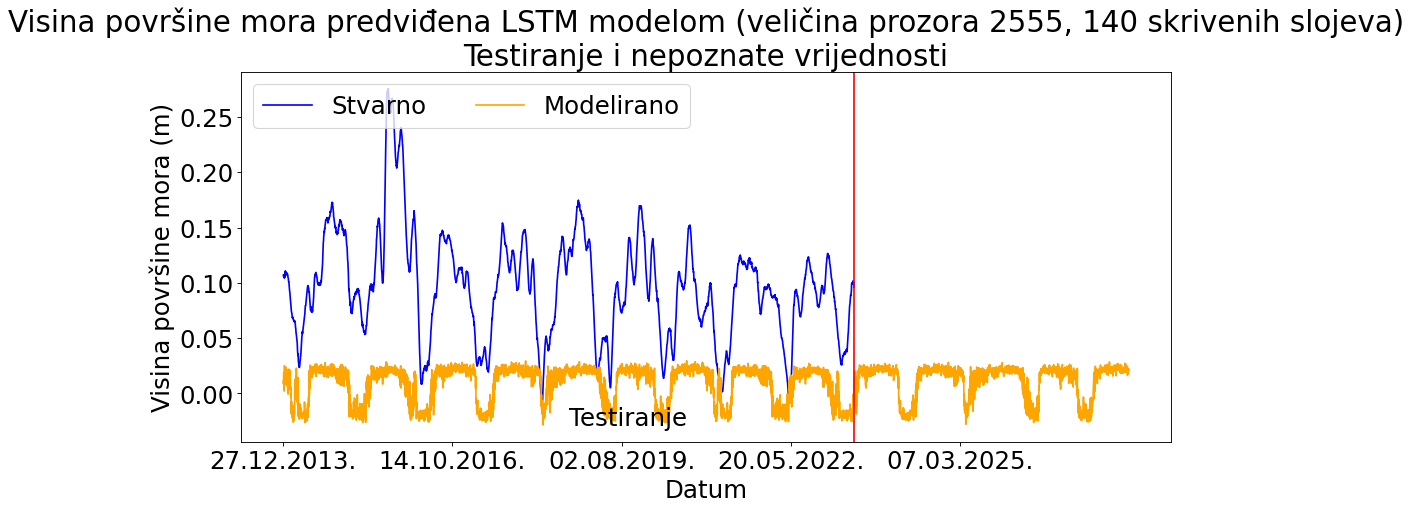 Visina površine mora predviđena LSTM modelom (veličina prozora 2555, 140 skrivenih slojeva)
Testiranje i nepoznate vrijednosti
Stvarno
Modelirano
Visina površine mora (m)
0.25
0.20
0.15
0.10
0.05
0.00
Testiranje
27.12.2013.
14.10.2016.
02.08.2019.
20.05.2022.
07.03.2025.
Datum